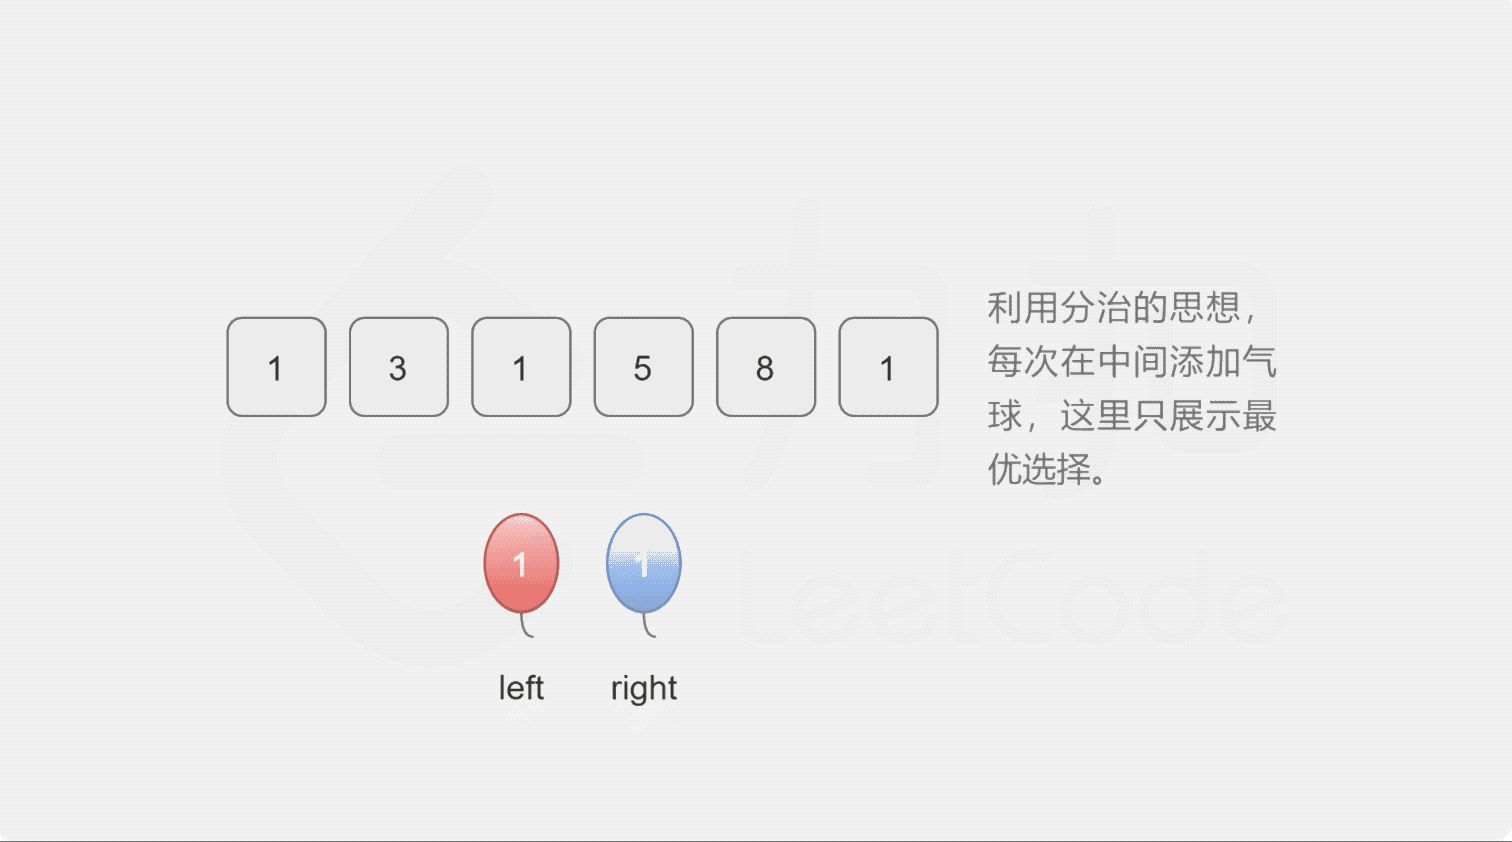 1 3 1 5 8 1
利用分治的思想，
每次在中间添加气
球，这里只展示最
优选择。
1 1
left right
力扣
LeetCode